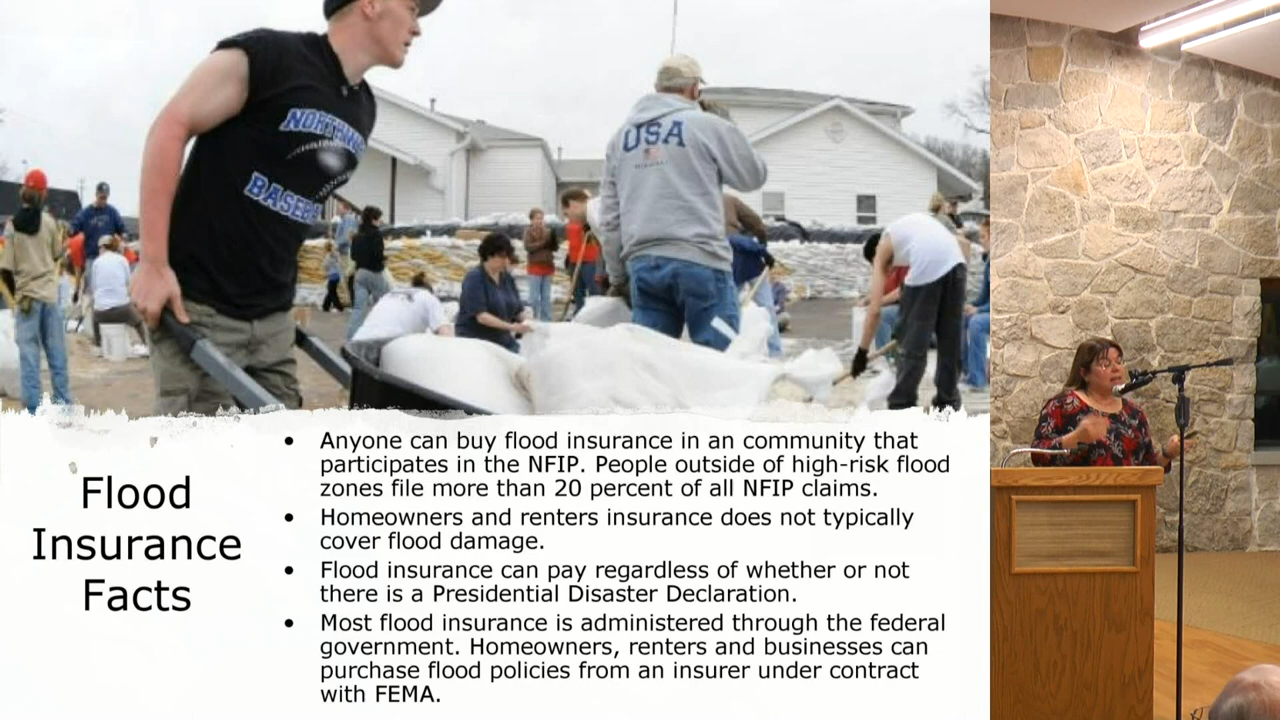 NORTH
BASEB
USA
Flood
Insurance
Facts
• Anyone can buy flood insurance in an community that
participates in the NFIP. People outside of high-risk flood
zones file more than 20 percent of all NFIP claims.
• Homeowners and renters insurance does not typically
cover flood damage.
• Flood insurance can pay regardless of whether or not
there is a Presidential Disaster Declaration.
• Most flood insurance is administered through the federal
government. Homeowners, renters and businesses can
purchase flood policies from an insurer under contract
with FEMA.